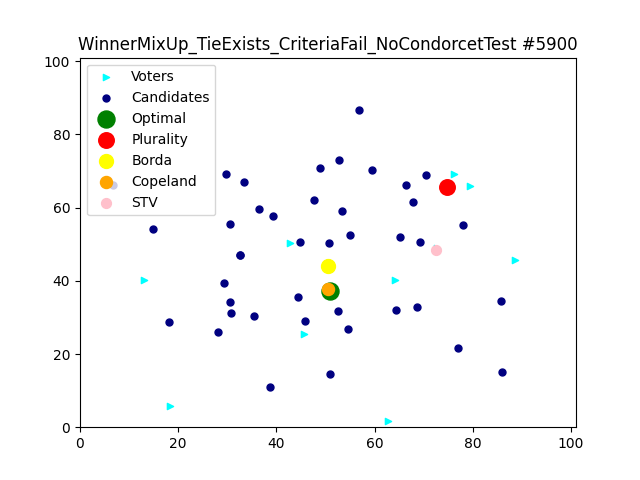 WinnerMixUp_TieExists_CriteriaFail_NoCondorcetTest #5900
100
80
60
40
20
0
Voters
Candidates
Optimal
Plurality
Borda
Copeland
STV
0 20 40 60 80 100